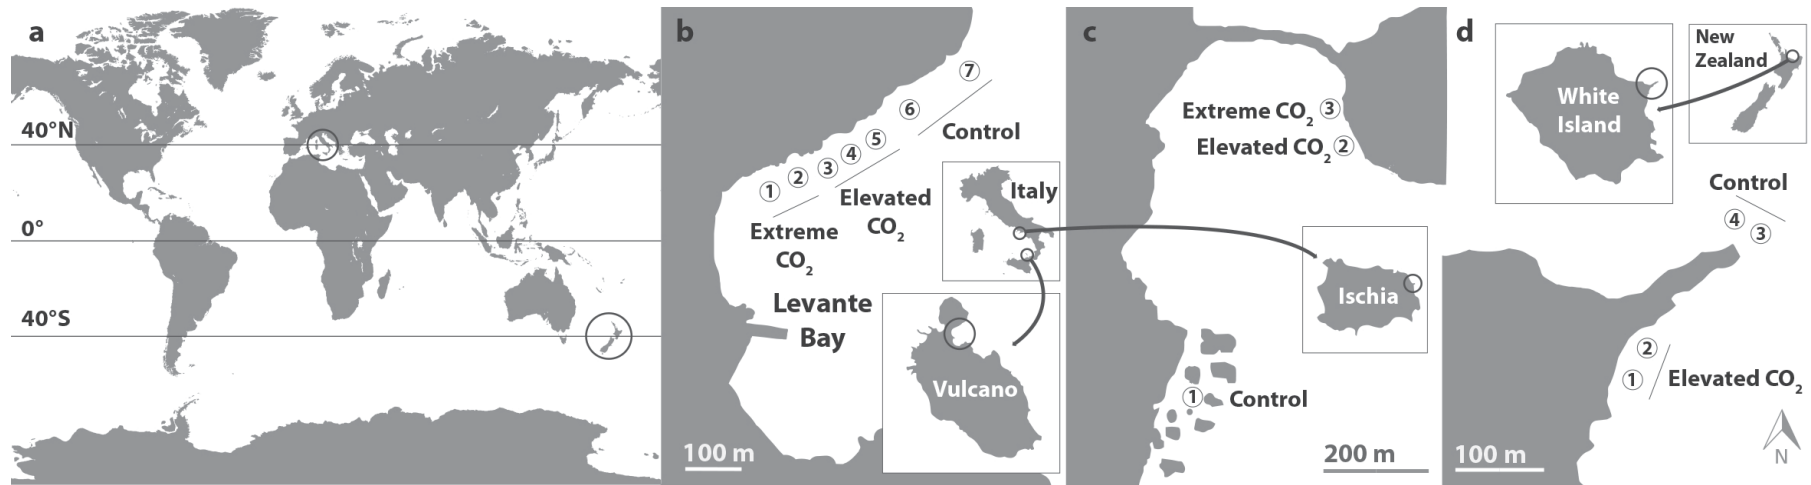 a
40°N
0°
40°S
b
7
6
Control
5
4
3
2
1
Elevated
CO2
Extreme
CO2
Italy
Levante
Bay
Vulcano
100 m
c
Extreme CO2 3
Elevated CO2 2
Ischia
1 Control
200 m
d
New
Zealand
White
Island
Control
4
3
2
1
Elevated CO2
100 m
N